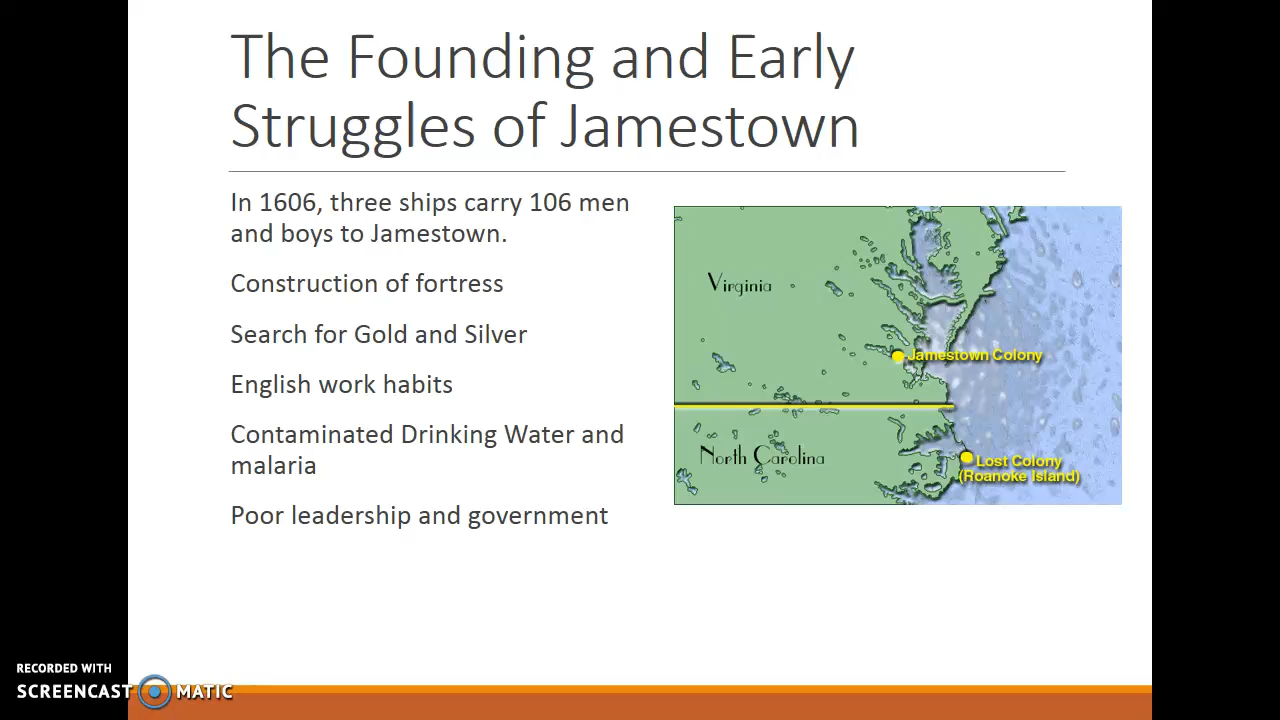 The Founding and Early
Struggles of Jamestown
In 1606, three ships carry 106 men
and boys to Jamestown.
Construction of fortress
Search for Gold and Silver
English work habits
Contaminated Drinking Water and
malaria
Poor leadership and government
Virginia
Jamestown Colony
North Carolina
Lost Colony
(Roanoke Island)
RECORDED WITH
SCREENCAST MATIC